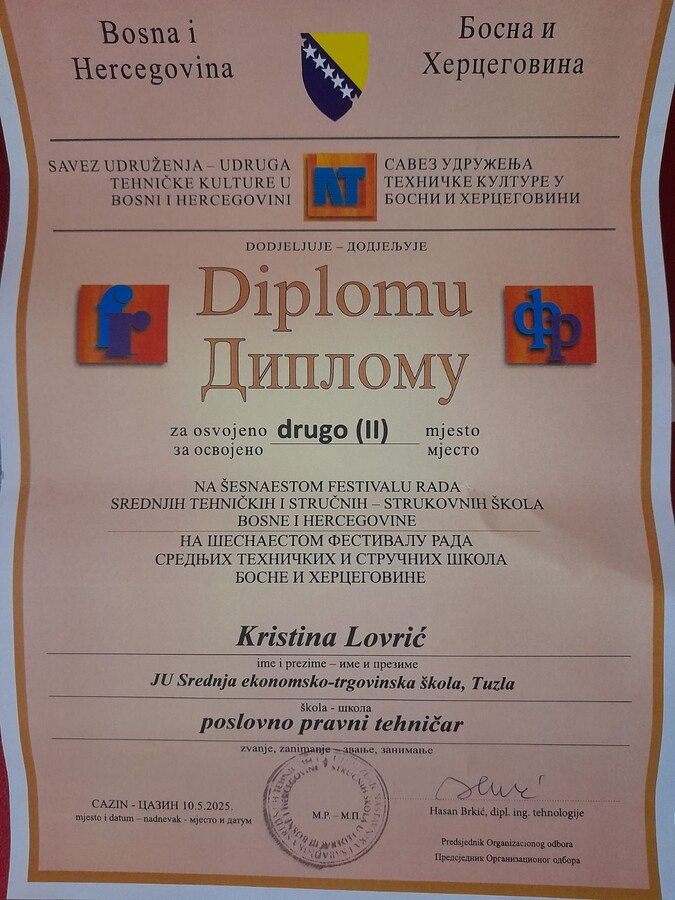 Bosna i
Hercegovina
Босна и
Херцеговина
SAVEZ UDRUŽENJA – UDRUGA
TEHNIČKE KULTURE U
BOSNI I HERCEGOVINI
САВЕЗ УДРУЖЕЊА
ТЕХНИЧКЕ КУЛТУРЕ У
БОСНИ И ХЕРЦЕГОВИНИ
DODJELJUJE – ДОДЈЕЉУЈЕ
fr
Diplomu
Диплому
фр
za osvojeno drugo (II) mjesto
за освојено мјесто
NA ŠESNAESTOM FESTIVALU RADA
SREDNJIH TEHNIČKIH I STRUČNIH – STRUKOVNIH ŠKOLA
BOSNE I HERCEGOVINE
НА ШЕСНАЕСТОМ ФЕСТИВАЛУ РАДА
СРЕДЊИХ ТЕХНИЧКИХ И СТРУЧНИХ ШКОЛА
БОСНЕ И ХЕРЦЕГОВИНЕ
Kristina Lovrić
ime i prezime – име и презиме
JU Srednja ekonomsko-trgovinska škola, Tuzla
škola - школа
poslovno pravni tehničar
zvanje, zanimanje – звање, занимање
CAZIN - ЦАЗИН 10.5.2025.
mjesto i datum – nadnevak - мјесто и датум
М.Р. – М.П.
Hasan Brkić, dipl. ing. tehnologije
Predsjednik Organizacionog odbora
Предсједник Организационог одбора